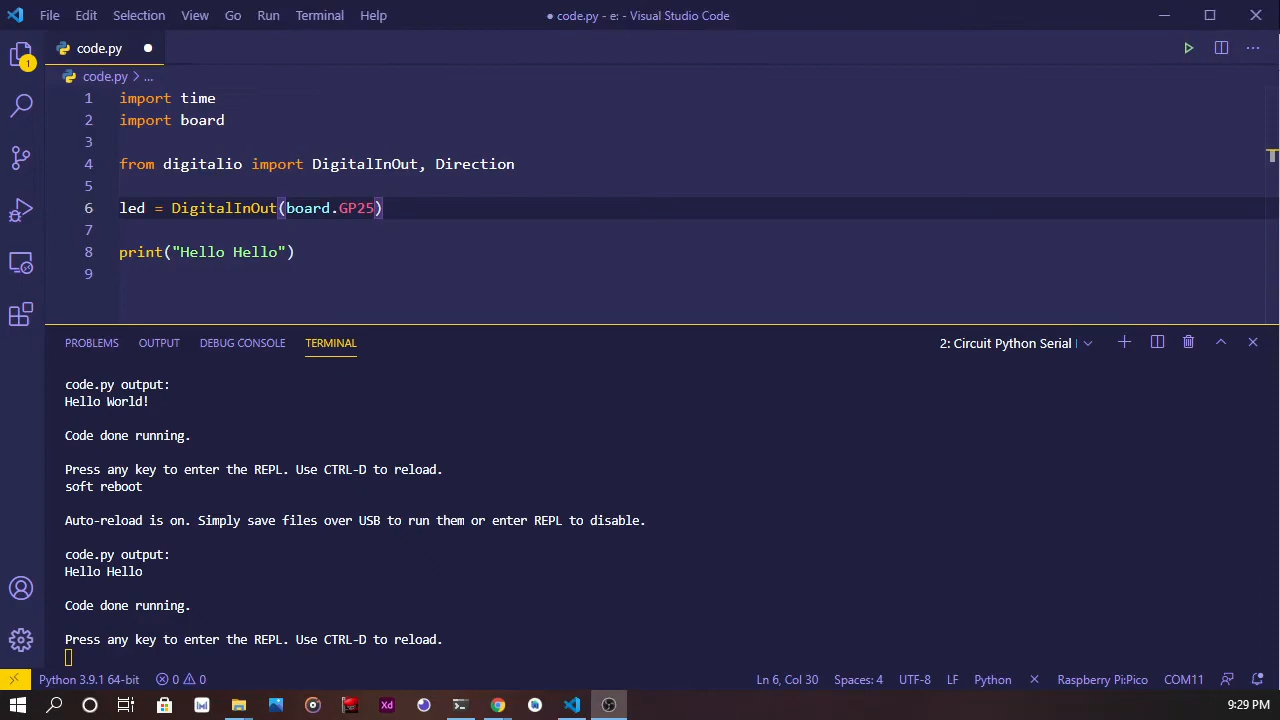 File Edit Selection View Go Run Terminal Help ● code.py - e: - Visual Studio Code
code.py
code.py > ...
1 import time
2 import board
3
4 from digitalio import DigitalInOut, Direction
5
6 led = DigitalInOut(board.GP25)
7
8 print("Hello Hello")
9
1
PROBLEMS OUTPUT DEBUG CONSOLE TERMINAL 2: Circuit Python Serial
code.py output:
Hello World!
Code done running.
Press any key to enter the REPL. Use CTRL-D to reload.
soft reboot
Auto-reload is on. Simply save files over USB to run them or enter REPL to disable.
code.py output:
Hello Hello
Code done running.
Press any key to enter the REPL. Use CTRL-D to reload.
Python 3.9.1 64-bit 0 0 Ln 6, Col 30 Spaces: 4 UTF-8 LF Python Raspberry Pi:Pico COM11
Xd
9:29 PM